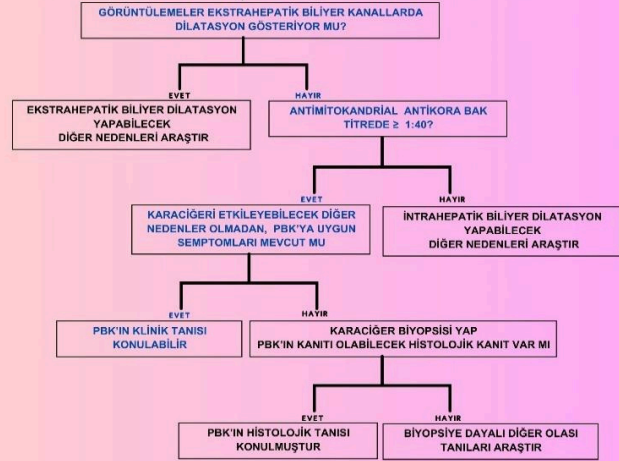 GÖRÜNTÜLEMELER EKSTRAHEPATİK BİLİYER KANALLARDA
DİLATASYON GÖSTERİYOR MU?
EVET
HAYIR
EKSTRAHEPATİK BİLİYER DİLATASYON
YAPABİLECEK
DİĞER NEDENLERİ ARAŞTIR
ANTİMİTOKANDRİAL ANTİKORA BAK
TİTREDE ≥ 1:40?
EVET
HAYIR
KARACİĞERİ ETKİLEYEBİLECEK DİĞER
NEDENLER OLMADAN, PBK'YA UYGUN
SEMPTOMLARI MEVCUT MU
İNTRAHEPATİK BİLİYER DİLATASYON
YAPABİLECEK
DİĞER NEDENLERİ ARAŞTIR
EVET
HAYIR
PBK'IN KLİNİK TANISI
KONULABİLİR
KARACİĞER BİYOPSİSİ YAP
PBK'IN KANITI OLABİLECEK HİSTOLOJİK KANIT VAR MI
EVET
HAYIR
PBK'IN HİSTOLOJİK TANISI
KONULMUŞTUR
BİYOPSİYE DAYALI DİĞER OLASI
TANILARI ARAŞTIR